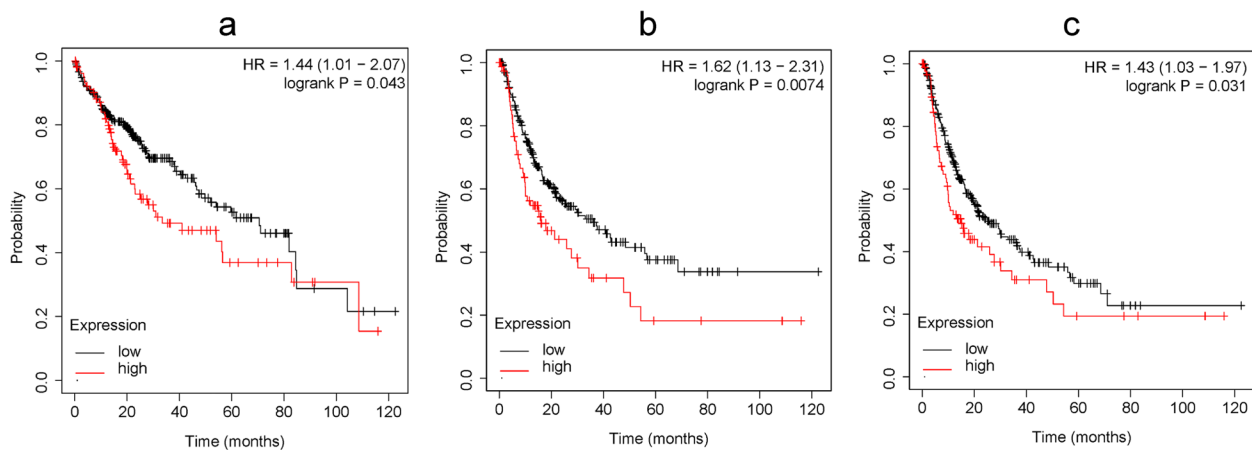 a
HR = 1.44 (1.01 − 2.07)
logrank P = 0.043
Probability
1.0
0.8
0.6
0.4
0.2
0.0
Expression
low
high
0 20 40 60 80 100 120
Time (months)
b
HR = 1.62 (1.13 − 2.31)
logrank P = 0.0074
Probability
1.0
0.8
0.6
0.4
0.2
0.0
Expression
low
high
0 20 40 60 80 100 120
Time (months)
c
HR = 1.43 (1.03 − 1.97)
logrank P = 0.031
Probability
1.0
0.8
0.6
0.4
0.2
0.0
Expression
low
high
0 20 40 60 80 100 120
Time (months)